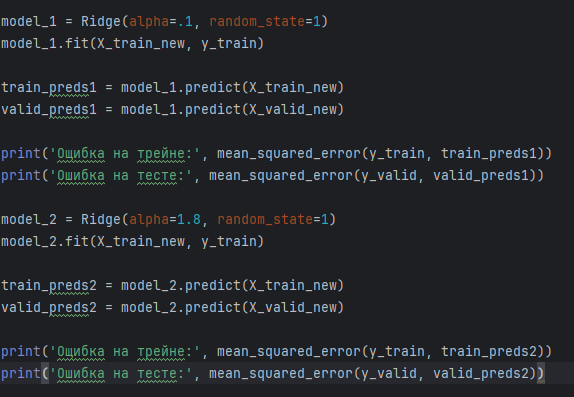 model_1 = Ridge(alpha=.1, random_state=1)
model_1.fit(X_train_new, y_train)
train_preds1 = model_1.predict(X_train_new)
valid_preds1 = model_1.predict(X_valid_new)
print('Ошибка на трейне:', mean_squared_error(y_train, train_preds1))
print('Ошибка на тесте:', mean_squared_error(y_valid, valid_preds1))
model_2 = Ridge(alpha=1.8, random_state=1)
model_2.fit(X_train_new, y_train)
train_preds2 = model_2.predict(X_train_new)
valid_preds2 = model_2.predict(X_valid_new)
print('Ошибка на трейне:', mean_squared_error(y_train, train_preds2))
print('Ошибка на тесте:', mean_squared_error(y_valid, valid_preds2))